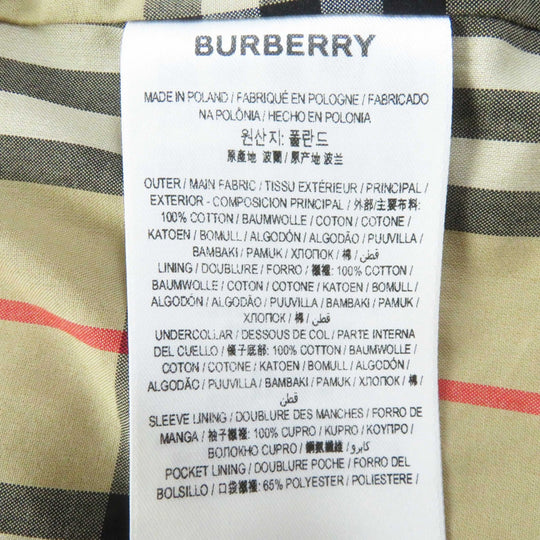 BURBERRY
MADE IN POLAND / FABRIQUÉ EN POLOGNE / FABRICADO
NA POLÓNIA / HECHO EN POLONIA
원산지: 폴란드
原產地 波蘭 / 原产地 波兰
OUTER / MAIN FABRIC / TISSU EXTÉRIEUR / PRINCIPAL /
EXTERIOR - COMPOSICION PRINCIPAL / 外部/主要布料:
100% COTTON / BAUMWOLLE / COTON / COTONE /
KATOEN / BOMULL / ALGODÓN / ALGODÃO / PUUVILLA /
BAMBAKI / PAMUK / ХЛОПОК / 棉 / قطن
LINING / DOUBLURE / FORRO / 襯裡: 100% COTTON /
BAUMWOLLE / COTON / COTONE / KATOEN / BOMULL /
ALGODÓN / ALGODÃO / PUUVILLA / BAMBAKI / PAMUK /
ХЛОПОК / 棉 / قطن
UNDERCOLLAR / DESSOUS DE COL / PARTE INTERNA
DEL CUELLO / 領子底部: 100% COTTON / BAUMWOLLE /
COTON / COTONE / KATOEN / BOMULL / ALGODÓN /
ALGODÃO / PUUVILLA / BAMBAKI / PAMUK / ХЛОПОК / 棉 /
قطن
SLEEVE LINING / DOUBLURE DES MANCHES / FORRO DE
MANGA / 袖子襯裡: 100% CUPRO / KUPRO / ΚΟΥΠΡΟ /
ВОЛОКНО CUPRO / 銅氨纖維 / كابرو
POCKET LINING / DOUBLURE POCHE / FORRO DEL
BOLSILLO / 口袋襯裡: 65% POLYESTER / POLIESTERE /